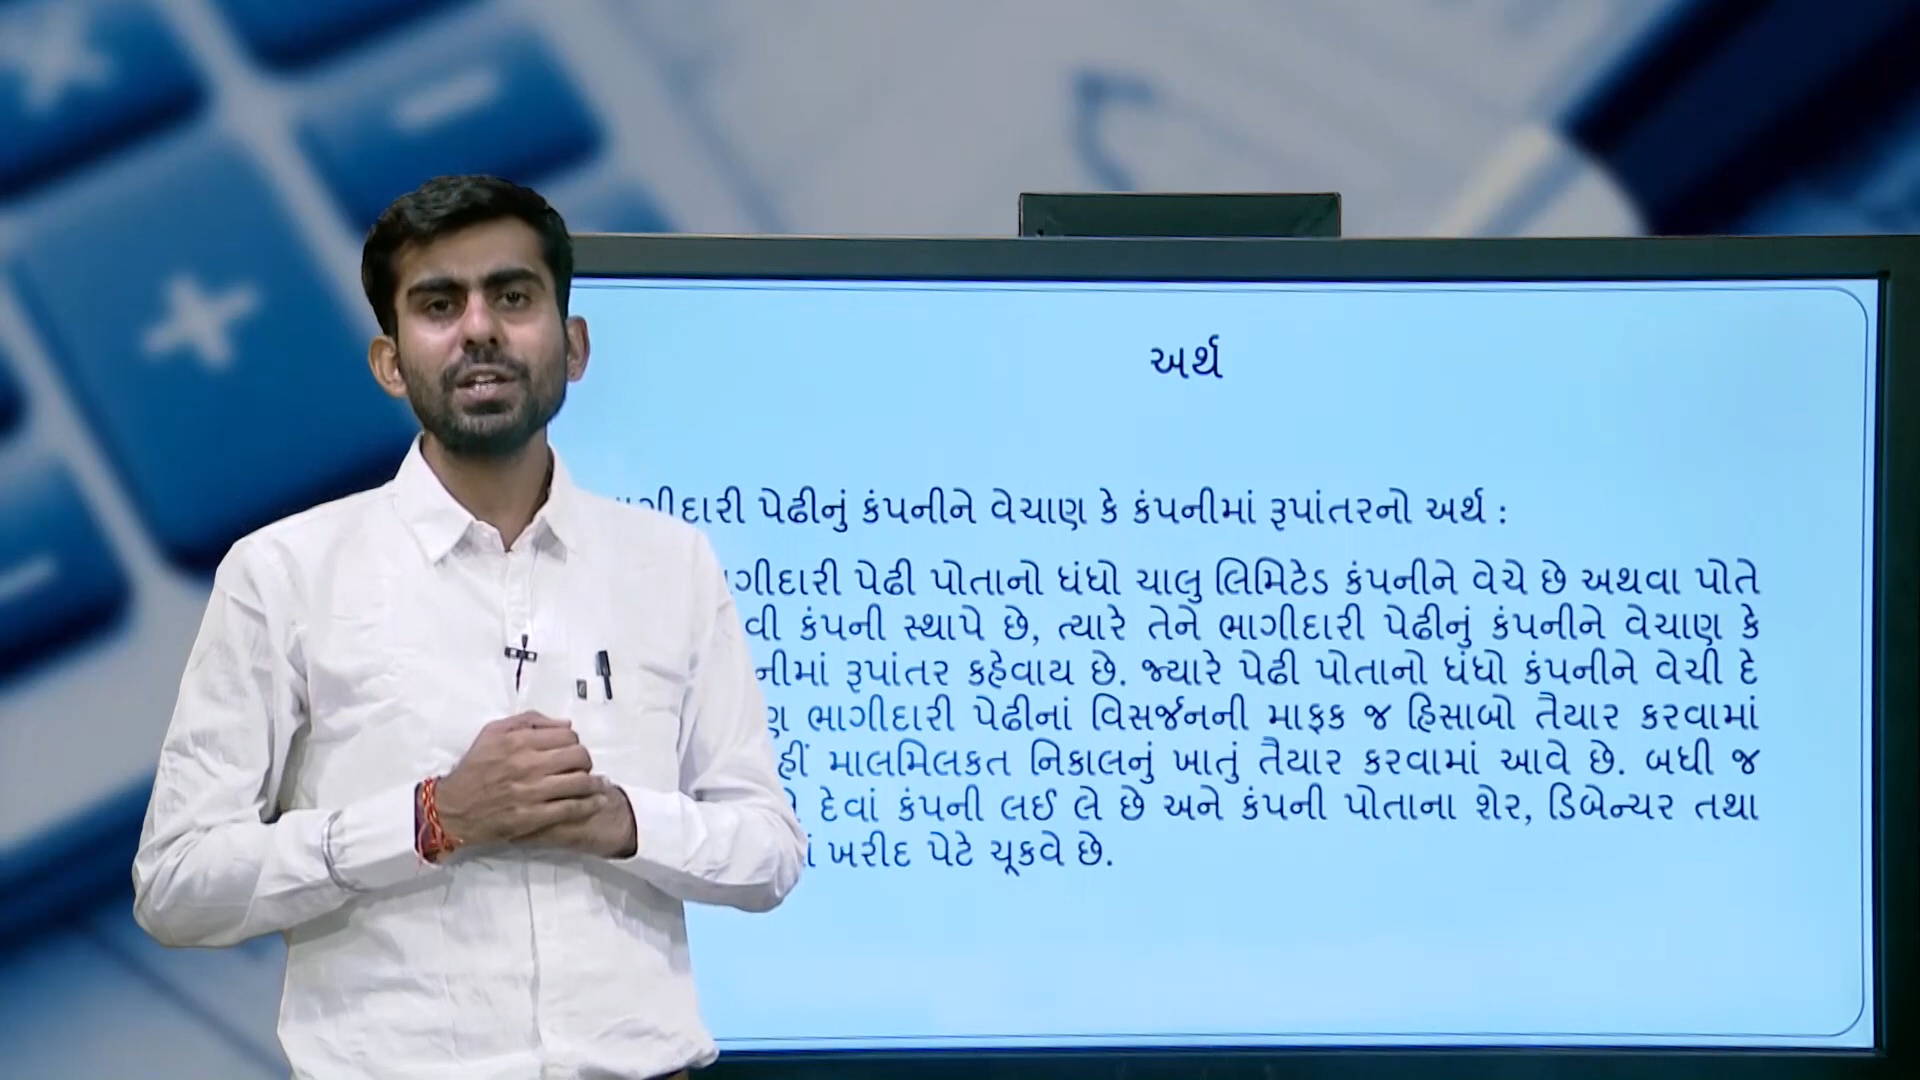 અર્થ
પેઢીનું કંપનીને વેચાણ કે કંપનીમાં રૂપાંતરનો અર્થ :
પેઢી પોતાનો ધંધો ચાલુ લિમિટેડ કંપનીને વેચે છે અથવા પોતે
કંપની સ્થાપે છે, ત્યારે તેને ભાગીદારી પેઢીનું કંપનીને વેચાણ કે
રૂપાંતર કહેવાય છે. જ્યારે પેઢી પોતાનો ધંધો કંપનીને વેચી દે
ભાગીદારી પેઢીનાં વિસર્જનની માફક જ હિસાબો તૈયાર કરવામાં
માલમિલકત નિકાલનું ખાતું તૈયાર કરવામાં આવે છે. બધી જ
દેવાં કંપની લઈ લે છે અને કંપની પોતાના શેર, ડિબેન્ચર તથા
ખરીદ પેટે ચૂકવે છે.